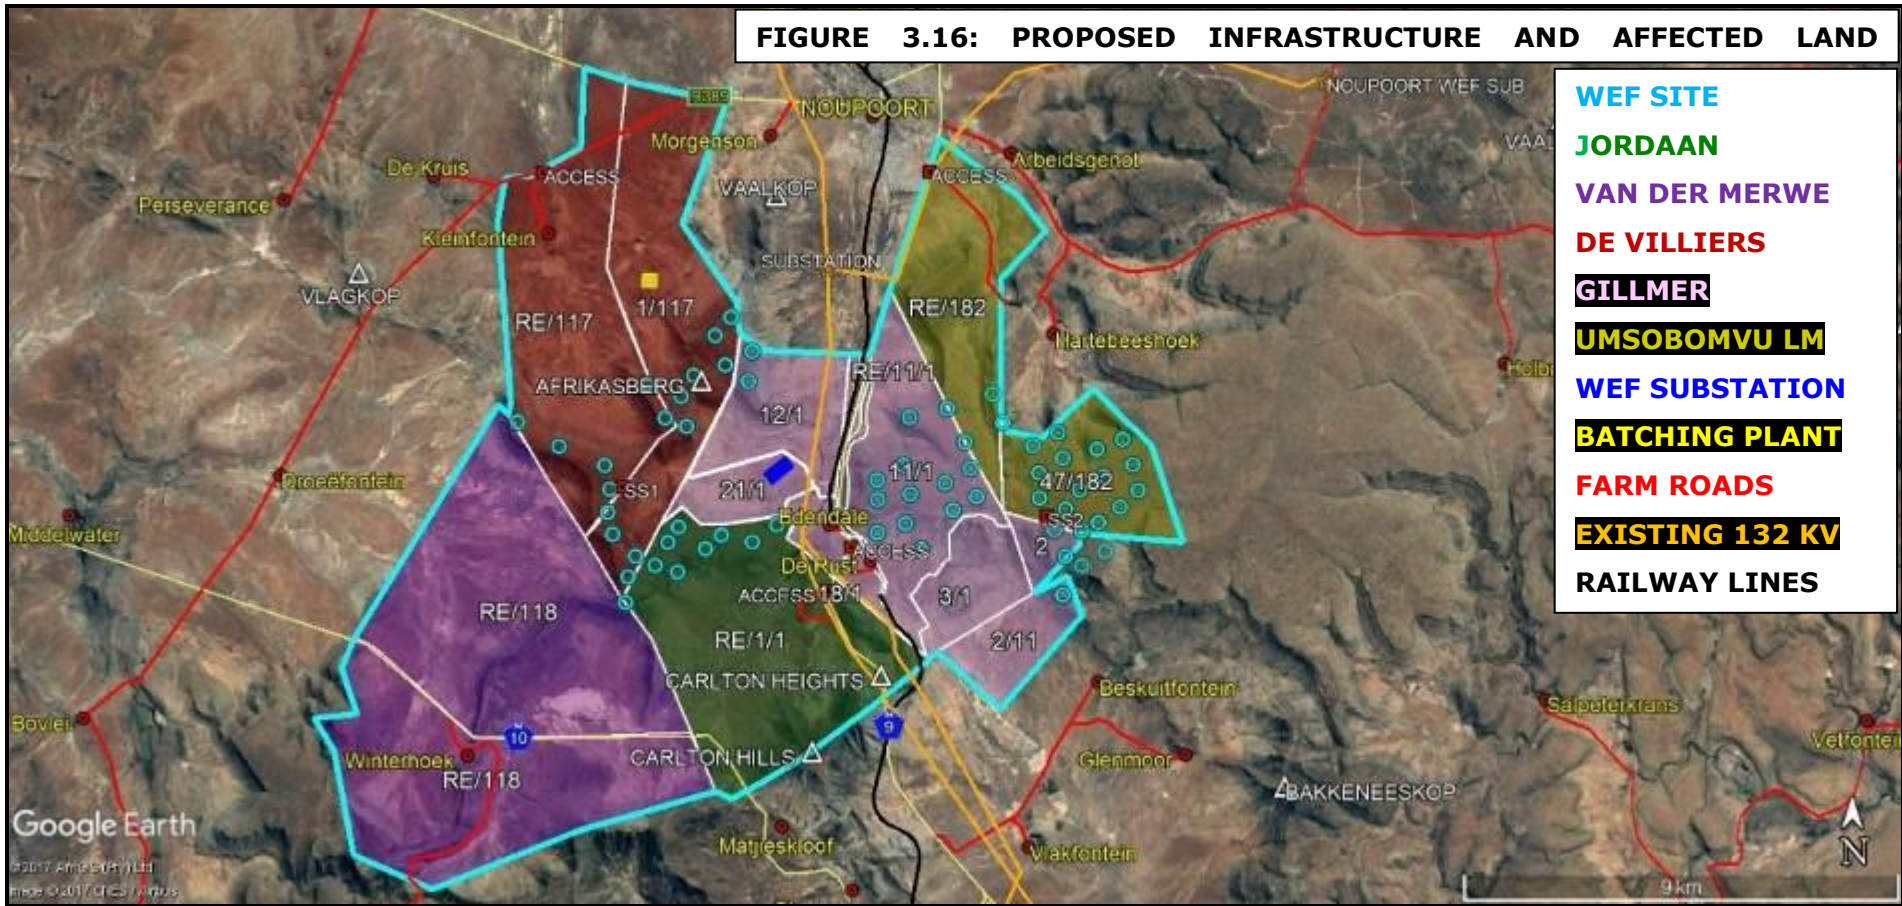 FIGURE 3.16: PROPOSED INFRASTRUCTURE AND AFFECTED LAND
WEF SITE
JORDAAN
VAN DER MERWE
DE VILLIERS
GILLMER
UMSOBOMVU LM
WEF SUBSTATION
BATCHING PLANT
FARM ROADS
EXISTING 132 KV
RAILWAY LINES
R389
NOUPOORT
NOUPOORT WEF SUB
Morgenson
Arbeidsgenot
De Kruis
ACCESS
VAALKOP
ACCESS
Perseverance
Kleinfontein
SUBSTATION
VLAGKOP
RE/117
1/117
RE/182
Hartebeeshoek
RE/11/1
AFRIKASBERG
12/1
11/1
47/182
SS1
21/1
Edendale
SS2
2
Middelwater
ACCESS
De Rust
ACCESS
18/1
3/1
RE/118
RE/1/1
2/11
CARLTON HEIGHTS
Beskuitfontein
Salpeterkrans
Bovlei
N
10
N
9
Winterhoek
RE/118
CARLTON HILLS
Glenmoor
BAKKENEESKOP
Matjieskloof
Vlakfontein
Google Earth
N
9 km